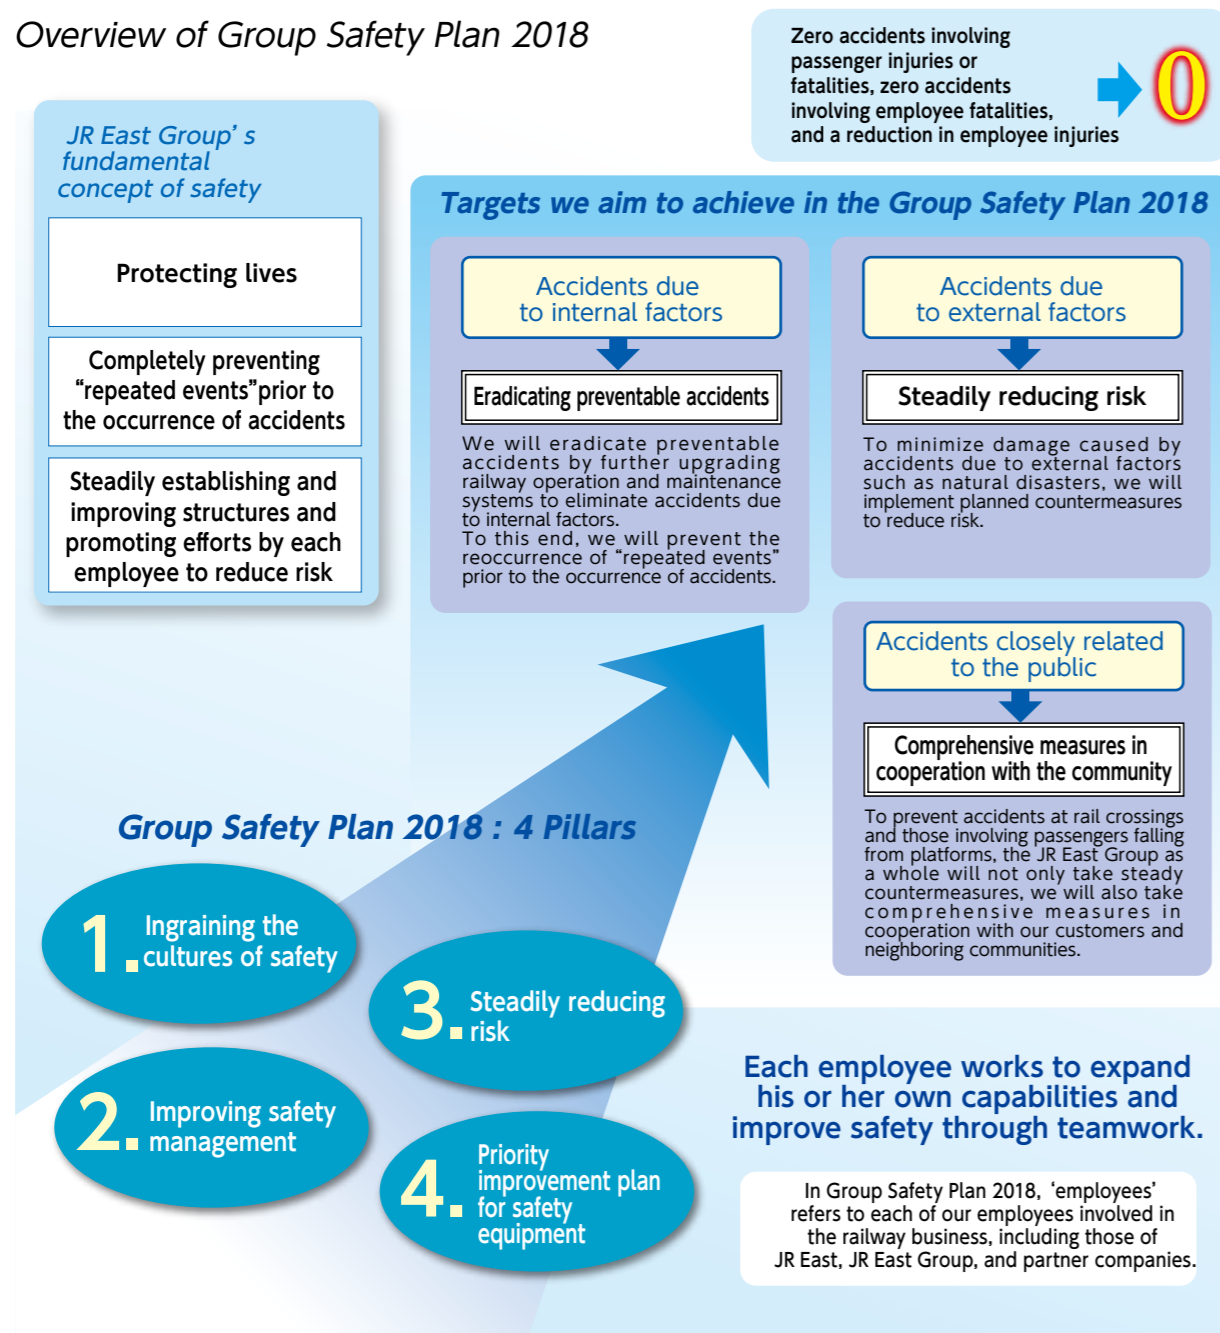 Overview of Group Safety Plan 2018
Zero accidents involving
passenger injuries or
fatalities, zero accidents
involving employee fatalities,
and a reduction in employee injuries
0
JR East Group’ s
fundamental
concept of safety
Protecting lives
Completely preventing
“repeated events”prior to
the occurrence of accidents
Steadily establishing and
improving structures and
promoting efforts by each
employee to reduce risk
Targets we aim to achieve in the Group Safety Plan 2018
Accidents due
to internal factors
Eradicating preventable accidents
We will eradicate preventable
accidents by further upgrading
railway operation and maintenance
systems to eliminate accidents due
to internal factors.
To this end, we will prevent the
reoccurrence of “repeated events”
prior to the occurrence of accidents.
Accidents due
to external factors
Steadily reducing risk
To minimize damage caused by
accidents due to external factors
such as natural disasters, we will
implement planned countermeasures
to reduce risk.
Accidents closely related
to the public
Comprehensive measures in
cooperation with the community
To prevent accidents at rail crossings
and those involving passengers falling
from platforms, the JR East Group as
a whole will not only take steady
countermeasures, we will also take
comprehensive measures in
cooperation with our customers and
neighboring communities.
Group Safety Plan 2018 : 4 Pillars
1. Ingraining the
cultures of safety
2. Improving safety
management
3. Steadily reducing
risk
4. Priority
improvement plan
for safety
equipment
Each employee works to expand
his or her own capabilities and
improve safety through teamwork.
In Group Safety Plan 2018, ‘employees’
refers to each of our employees involved in
the railway business, including those of
JR East, JR East Group, and partner companies.